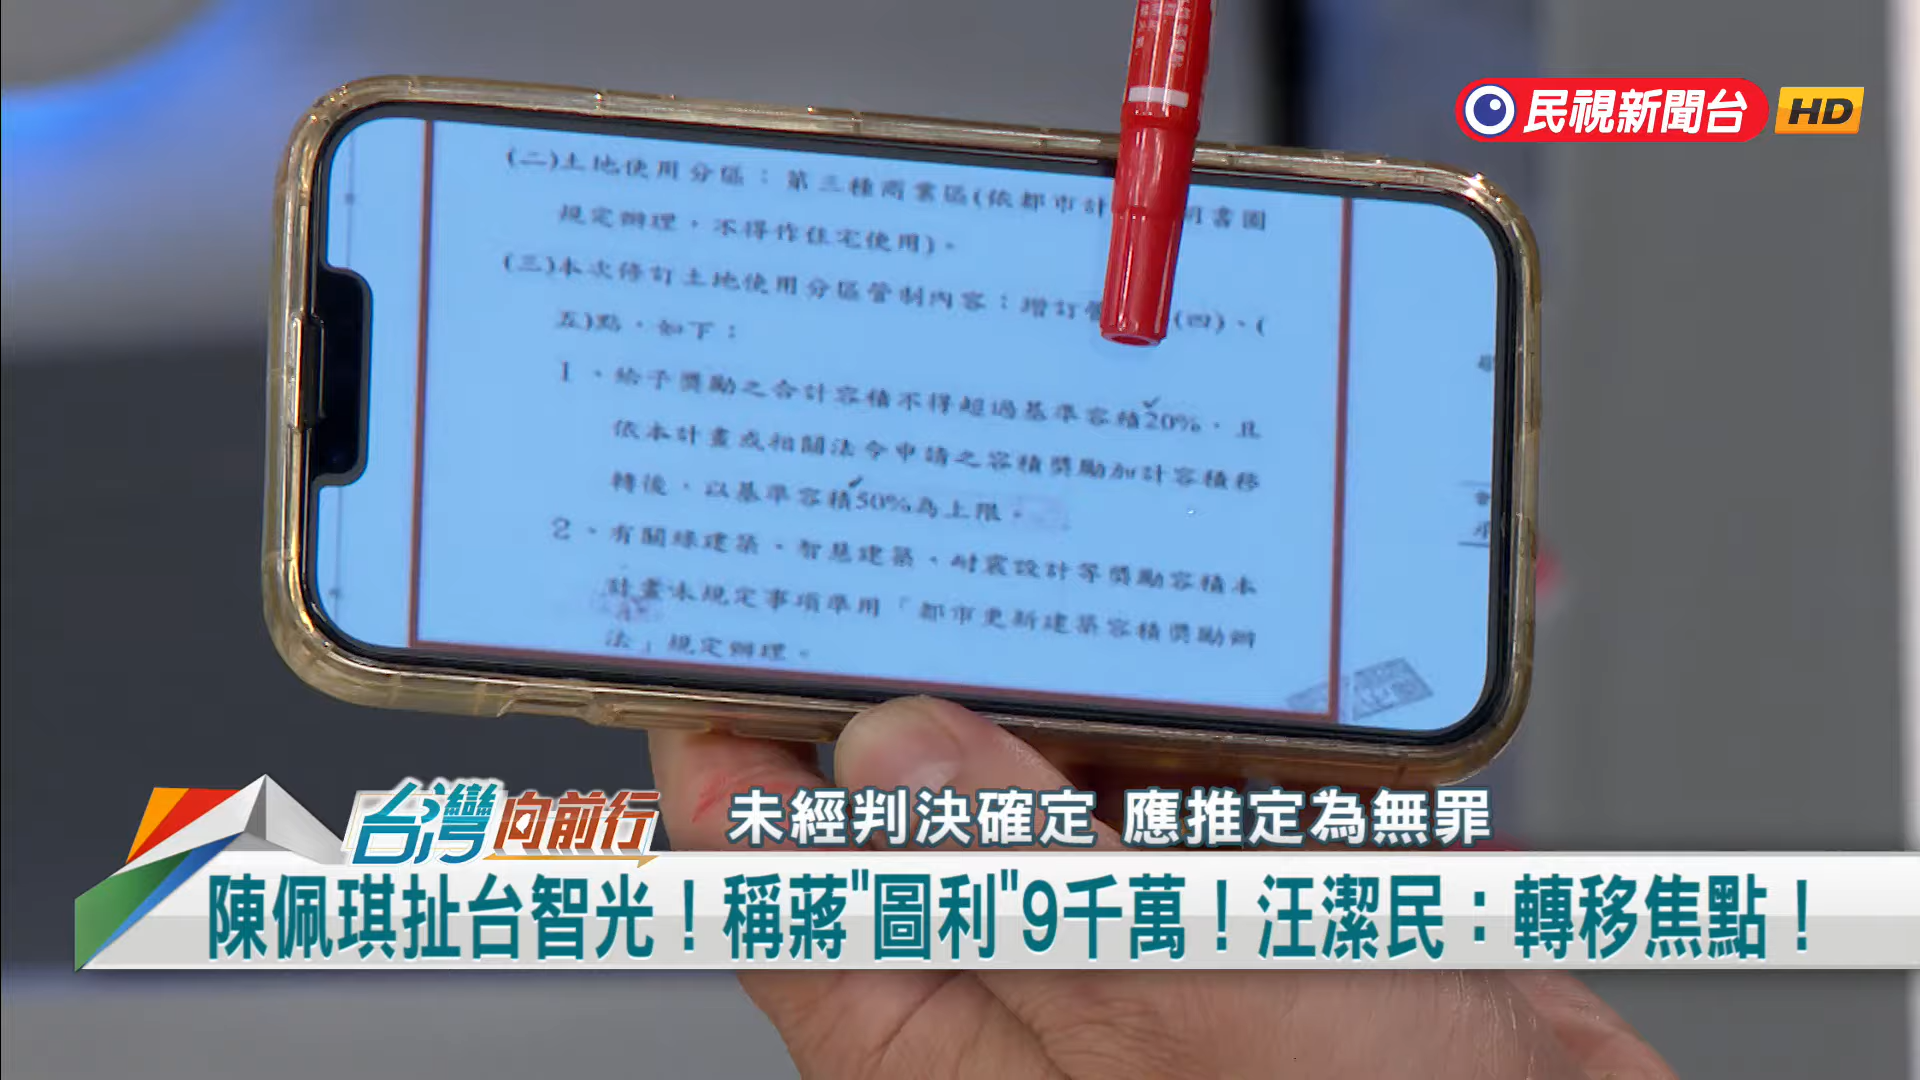 民視新聞台 HD
(二)土地使用分區：第三種商業區(依都市計 明書圖
規定辦理，不得作住宅使用)。
(三)本次修訂土地使用分區管制內容：增訂 (四)、(
五)點，如下：
1、給予獎勵之合計容積不得超過基準容積20%，且
依本計畫或相關法令申請之容積獎勵加計容積移
轉後，以基準容積50%為上限。
2、有關綠建築、智慧建築、耐震設計等獎勵容積本
計畫未規定事項準用「都市更新建築容積獎勵辦
法」規定辦理。
台灣向前行
未經判決確定 應推定為無罪
陳佩琪扯台智光！稱蔣"圖利"9千萬！汪潔民：轉移焦點！